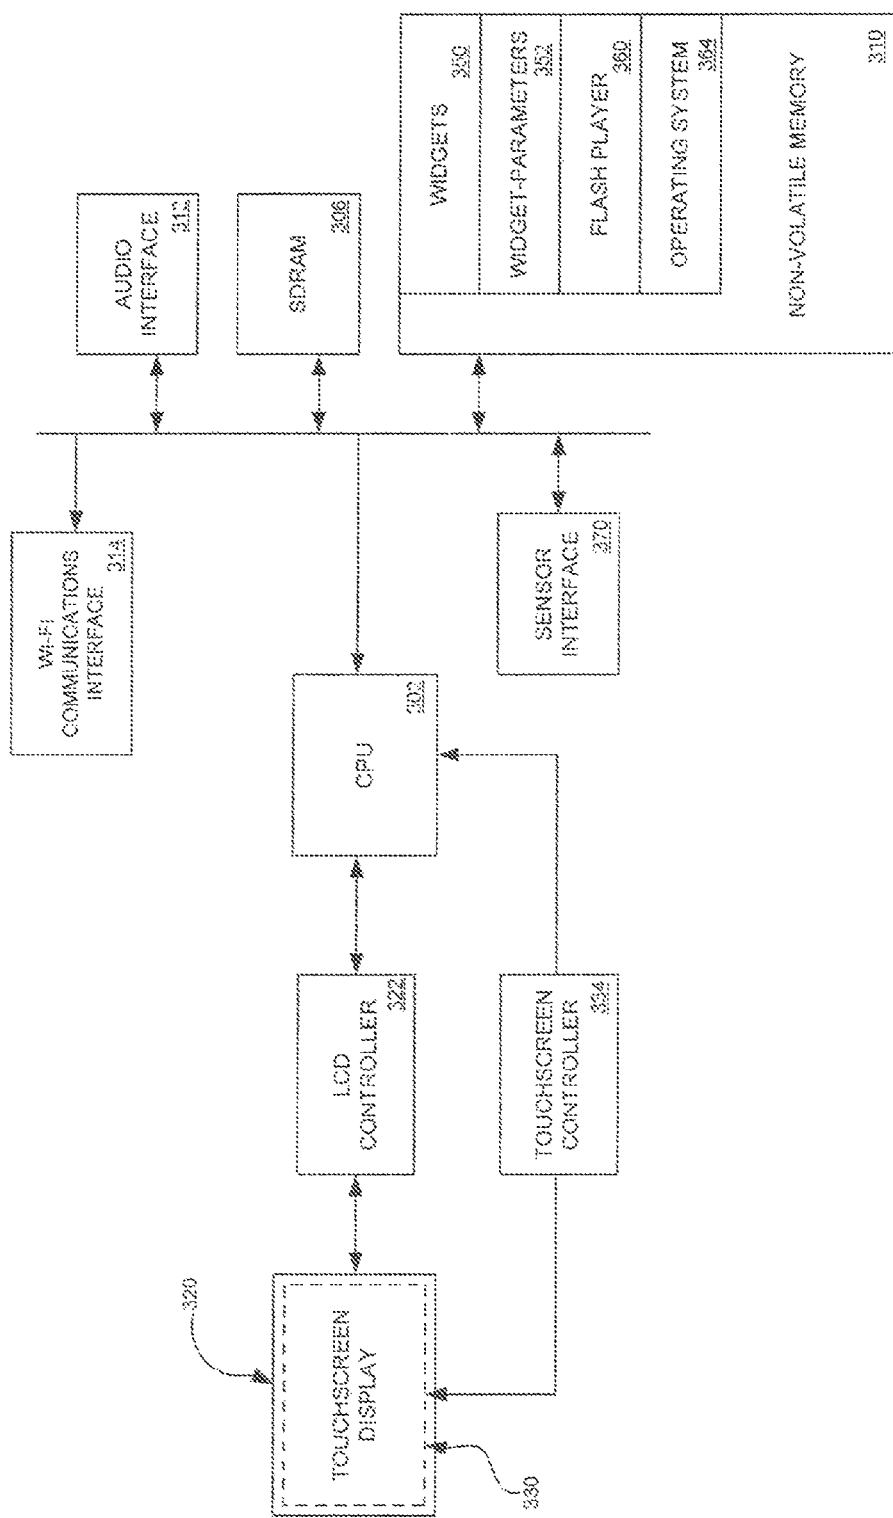 WI-FI
COMMUNICATIONS
INTERFACE
314
AUDIO
INTERFACE
312
SDRAM
306
WIDGETS
350
WIDGET-PARAMETERS
352
FLASH PLAYER
360
OPERATING SYSTEM
364
NON-VOLATILE MEMORY
310
CPU
302
SENSOR
INTERFACE
370
LCD
CONTROLLER
322
TOUCHSCREEN
CONTROLLER
334
320
TOUCHSCREEN
DISPLAY
330